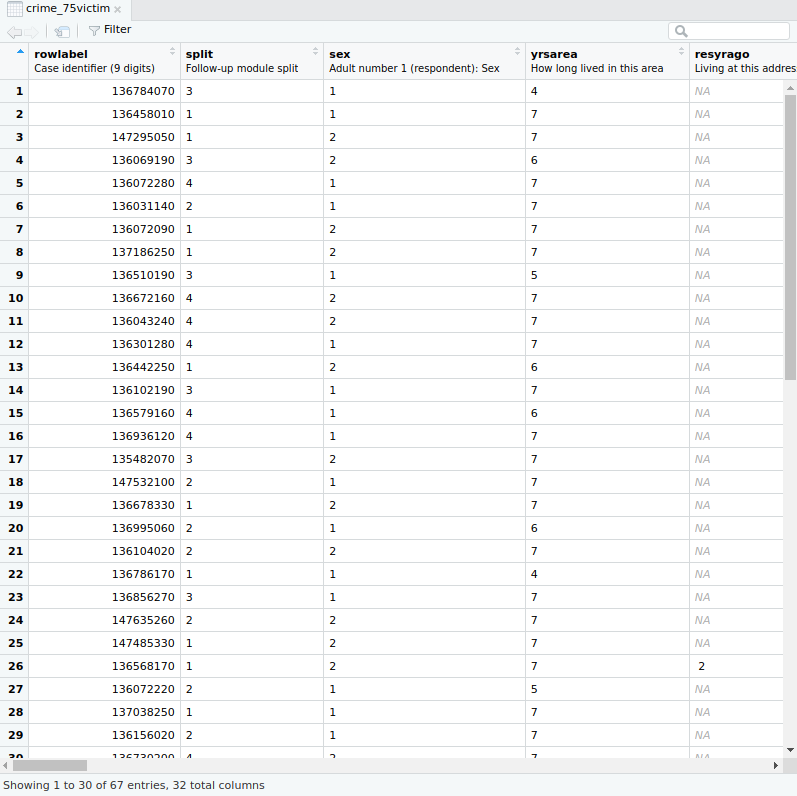 crime_75victim
Filter
rowlabel split sex yrsarea resyrago
Case identifier (9 digits) Follow-up module split Adult number 1 (respondent): Sex How long lived in this area Living at this addres
1 136784070 3 1 4 NA
2 136458010 1 1 7 NA
3 147295050 1 2 7 NA
4 136069190 3 2 6 NA
5 136072280 4 1 7 NA
6 136031140 2 1 7 NA
7 136072090 1 2 7 NA
8 137186250 1 2 7 NA
9 136510190 3 1 5 NA
10 136672160 4 2 7 NA
11 136043240 4 2 7 NA
12 136301280 4 1 7 NA
13 136442250 1 2 6 NA
14 136102190 3 1 7 NA
15 136579160 4 1 6 NA
16 136936120 4 1 7 NA
17 135482070 3 2 7 NA
18 147532100 2 1 7 NA
19 136678330 1 2 7 NA
20 136995060 2 1 6 NA
21 136104020 2 2 7 NA
22 136786170 1 1 4 NA
23 136856270 3 1 7 NA
24 147635260 2 2 7 NA
25 147485330 1 2 7 NA
26 136568170 1 2 7 2
27 136072220 2 1 5 NA
28 137038250 1 1 7 NA
29 136156020 2 1 7 NA
30 136730200 4 2 7 NA
Showing 1 to 30 of 67 entries, 32 total columns